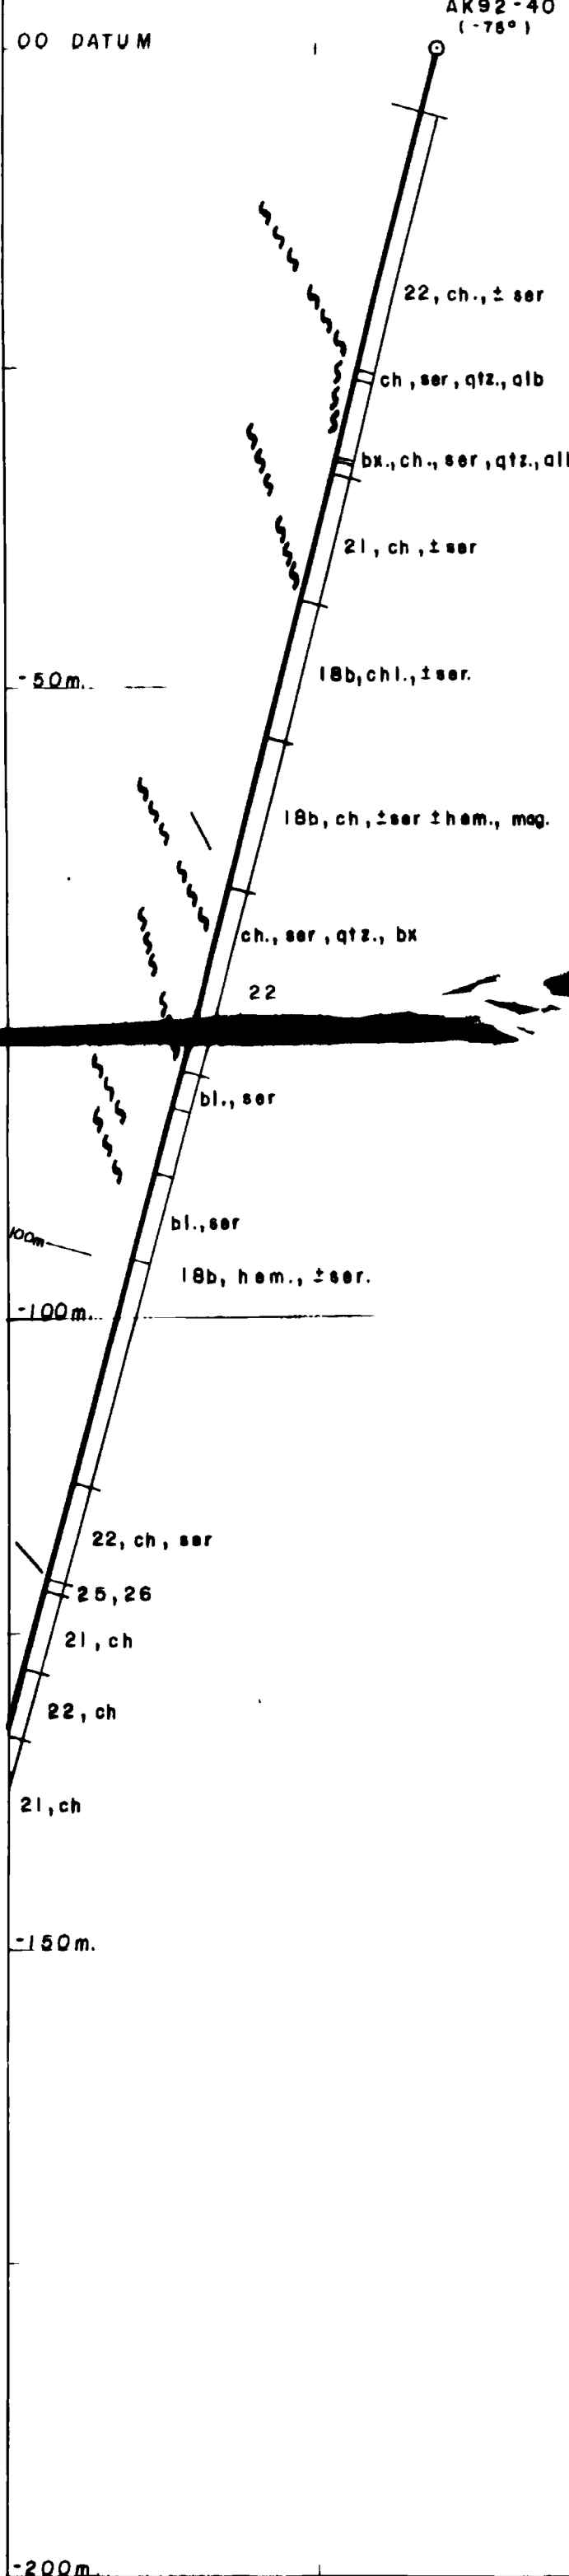 AK92-40
(-76°)
00 DATUM
22, ch., ± ser
ch, ser, qtz., alb
bx., ch., ser, qtz., alb
21, ch, ± ser
18b, chl., ± ser.
-50m.
18b, ch, ± ser ± hem., mag.
ch., ser, qtz., bx
22
bl., ser
bl., ser
100m
18b, hem., ± ser.
-100m.
22, ch, ser
25, 26
21, ch
22, ch
21, ch
-150m.
-200m.